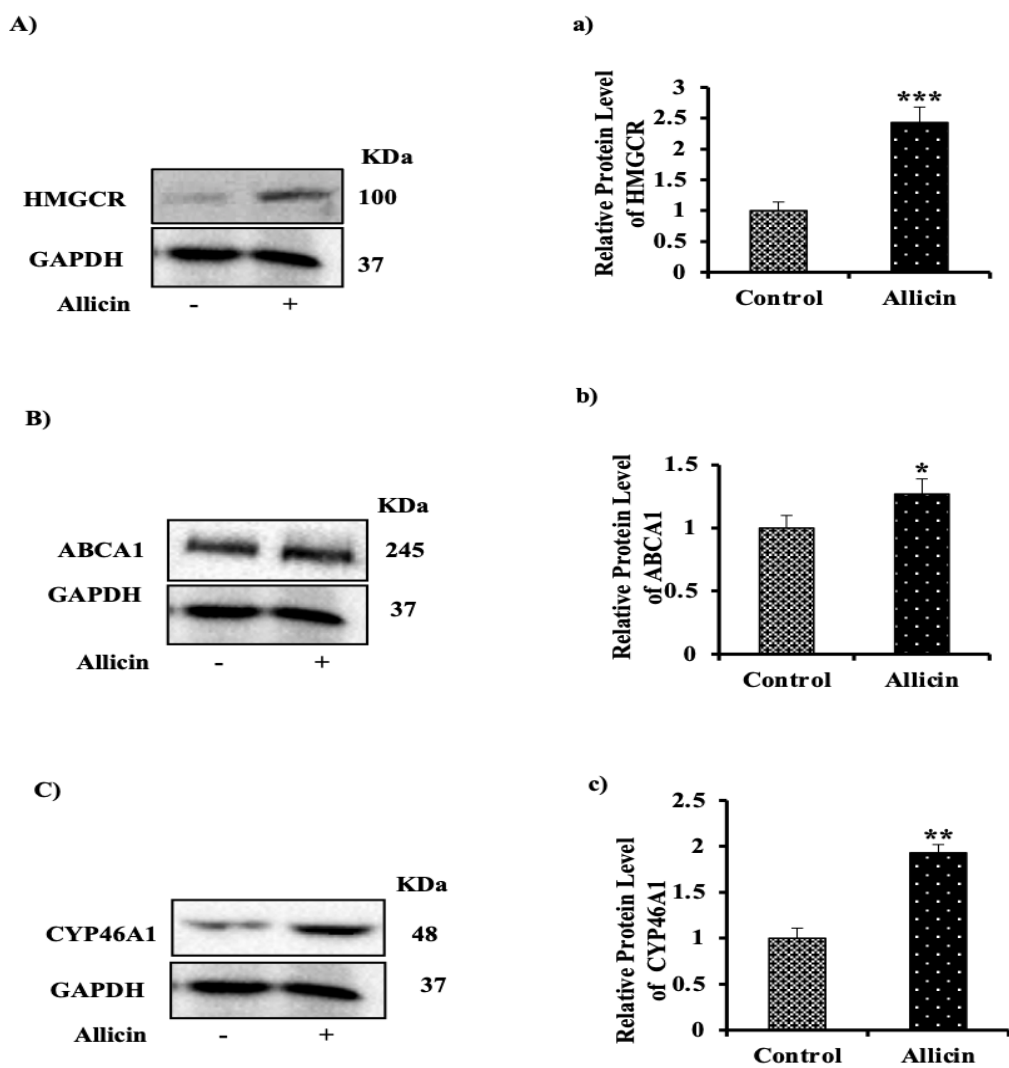 A)
KDa
HMGCR
100
GAPDH
37
Allicin - +
a)
Relative Protein Level
of HMGCR
3
2.5
2
1.5
1
0.5
0
***
Control Allicin
B)
KDa
ABCA1
245
GAPDH
37
Allicin - +
b)
Relative Protein Level
of ABCA1
1.5
1
0.5
0
*
Control Allicin
C)
KDa
CYP46A1
48
GAPDH
37
Allicin - +
c)
Relative Protein Level
of CYP46A1
2.5
2
1.5
1
0.5
0
**
Control Allicin